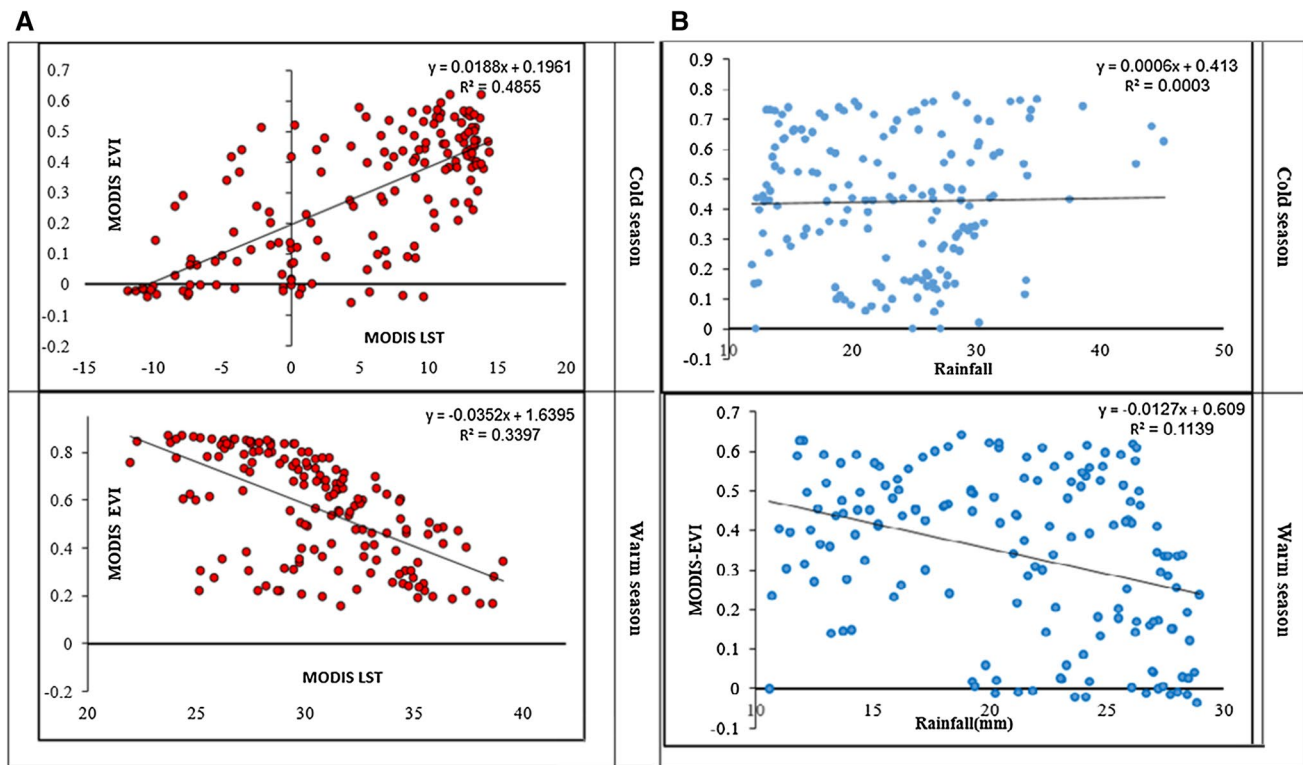 A
B
y = 0.0188x + 0.1961
R² = 0.4855
MODIS EVI
0.7
0.6
0.5
0.4
0.3
0.2
0.1
0
-0.1
-0.2
MODIS LST
-15 -10 -5 0 5 10 15 20
Cold season
y = 0.0006x + 0.413
R² = 0.0003
0.9
0.8
0.7
0.6
0.5
0.4
0.3
0.2
0.1
0
-0.1
10 20 30 40 50
Rainfall
Cold season
y = -0.0352x + 1.6395
R² = 0.3397
MODIS EVI
0.8
0.6
0.4
0.2
0
-0.2
MODIS LST
20 25 30 35 40
Warm season
y = -0.0127x + 0.609
R² = 0.1139
MODIS-EVI
0.7
0.6
0.5
0.4
0.3
0.2
0.1
0
-0.1
10 15 20 25 30
Rainfall(mm)
Warm season